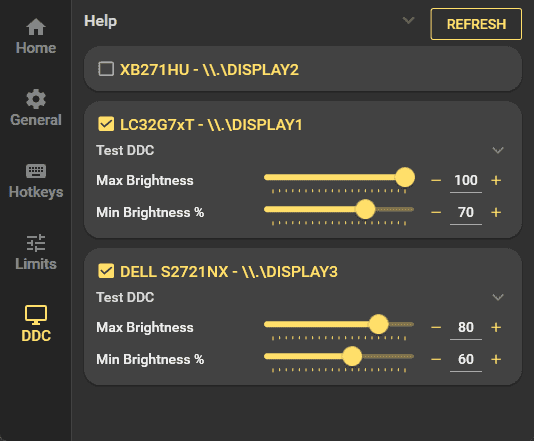 Home
General
Hotkeys
Limits
DDC
Help
REFRESH
XB271HU - \\.\DISPLAY2
LC32G7xT - \\.\DISPLAY1
Test DDC
Max Brightness − 100 +
Min Brightness % − 70 +
DELL S2721NX - \\.\DISPLAY3
Test DDC
Max Brightness − 80 +
Min Brightness % − 60 +